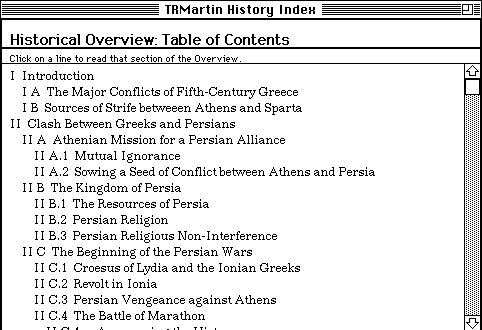 TRMartin History Index
Historical Overview: Table of Contents
Click on a line to read that section of the Overview.
I Introduction
I A The Major Conflicts of Fifth-Century Greece
I B Sources of Strife betweeen Athens and Sparta
II Clash Between Greeks and Persians
II A Athenian Mission for a Persian Alliance
II A.1 Mutual Ignorance
II A.2 Sowing a Seed of Conflict between Athens and Persia
II B The Kingdom of Persia
II B.1 The Resources of Persia
II B.2 Persian Religion
II B.3 Persian Religious Non-Interference
II C The Beginning of the Persian Wars
II C.1 Croesus of Lydia and the Ionian Greeks
II C.2 Revolt in Ionia
II C.3 Persian Vengeance against Athens
II C.4 The Battle of Marathon